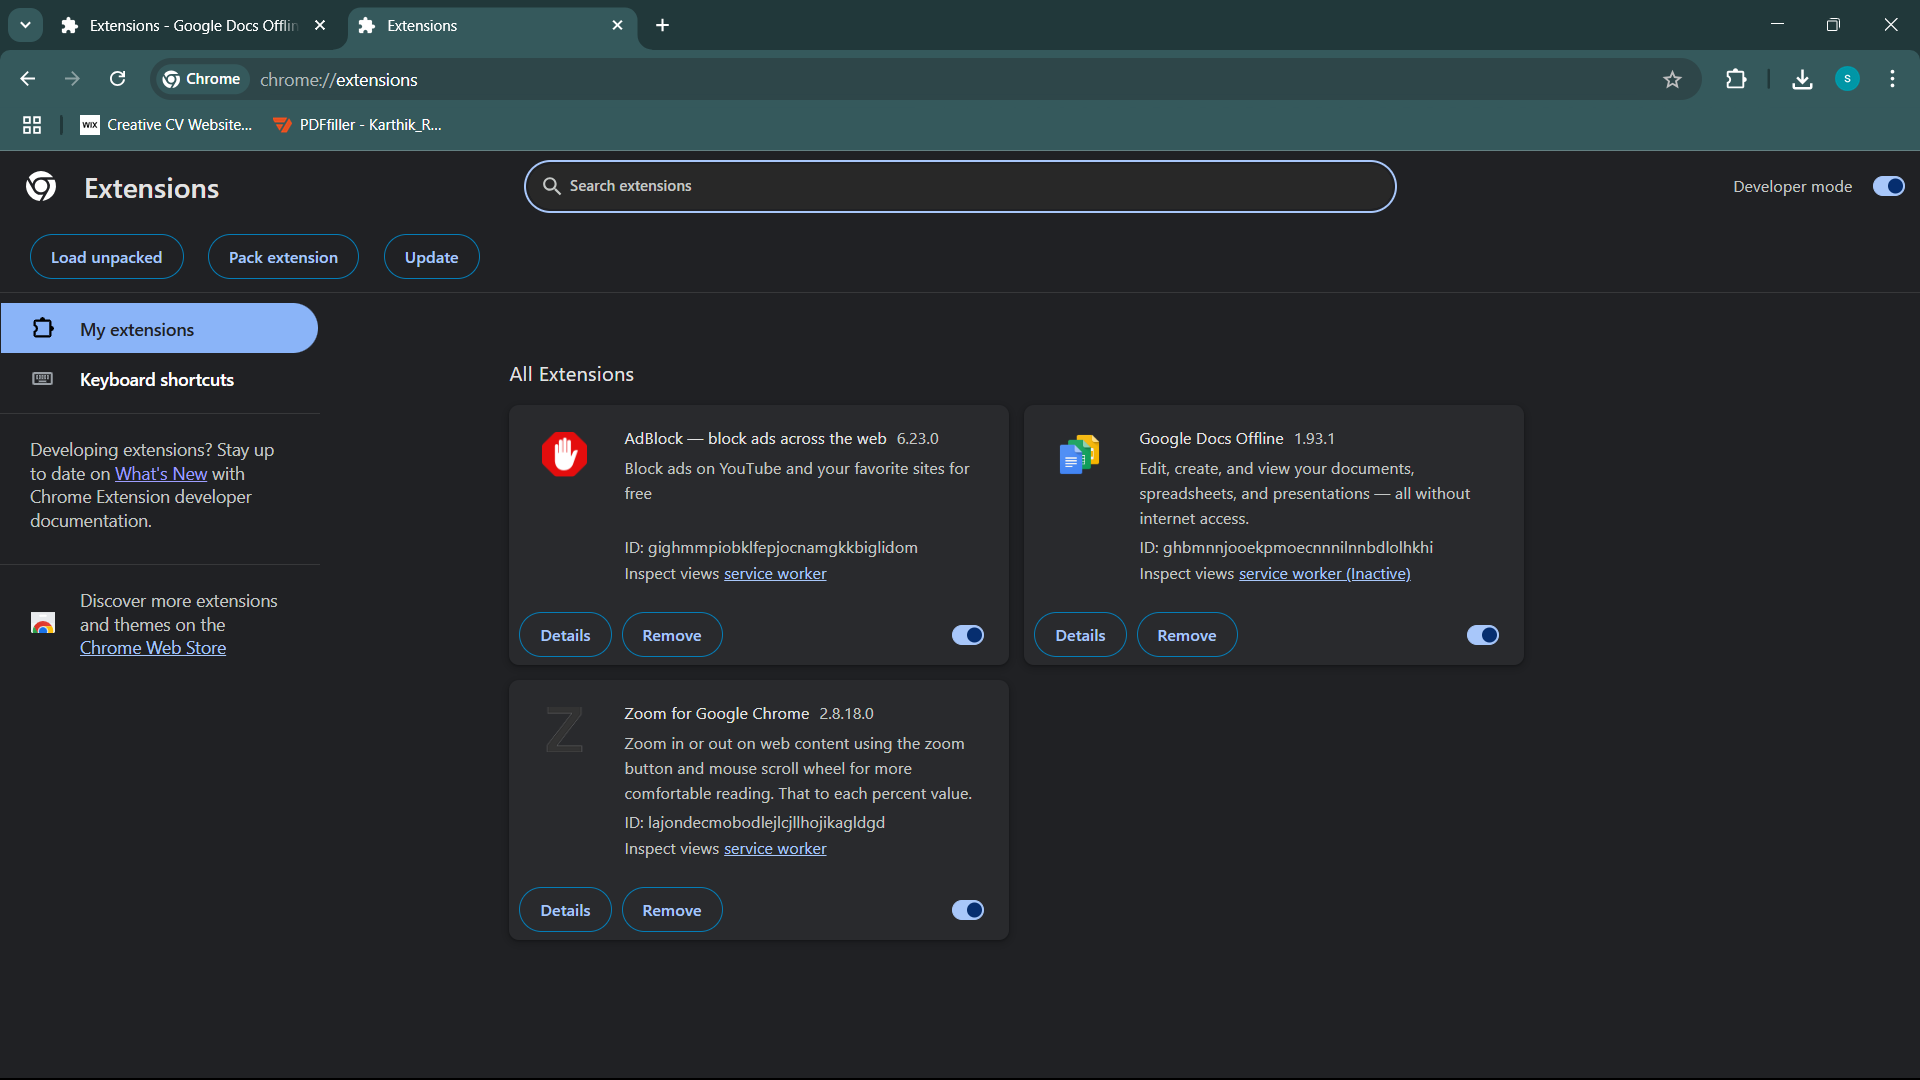 Extensions - Google Docs Offlin
Extensions
Chrome
chrome://extensions
S
WIX
Creative CV Website...
PDFfiller - Karthik_R...
Extensions
Search extensions
Developer mode
Load unpacked
Pack extension
Update
My extensions
Keyboard shortcuts
Developing extensions? Stay up
to date on What's New with
Chrome Extension developer
documentation.
Discover more extensions
and themes on the
Chrome Web Store
All Extensions
AdBlock — block ads across the web 6.23.0
Block ads on YouTube and your favorite sites for
free
ID: gighmmpiobklfepjocnamgkkbiglidom
Inspect views service worker
Details
Remove
Google Docs Offline 1.93.1
Edit, create, and view your documents,
spreadsheets, and presentations — all without
internet access.
ID: ghbmnnjooekpmoecnnnilnnbdlolhkhi
Inspect views service worker (Inactive)
Details
Remove
Z
Zoom for Google Chrome 2.8.18.0
Zoom in or out on web content using the zoom
button and mouse scroll wheel for more
comfortable reading. That to each percent value.
ID: lajondecmobodlejlcjllhojikagldgd
Inspect views service worker
Details
Remove